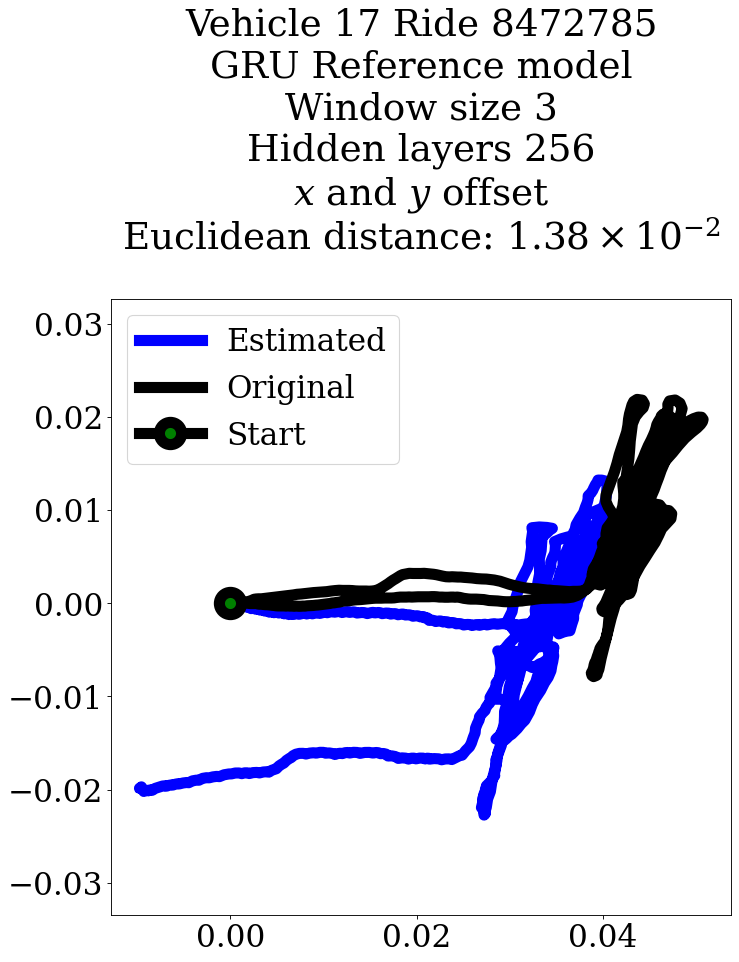 Vehicle 17 Ride 8472785
GRU Reference model
Window size 3
Hidden layers 256
x and y offset
Euclidean distance: 1.38 × 10⁻²
Estimated
Original
Start
0.03
0.02
0.01
0.00
−0.01
−0.02
−0.03
0.00 0.02 0.04